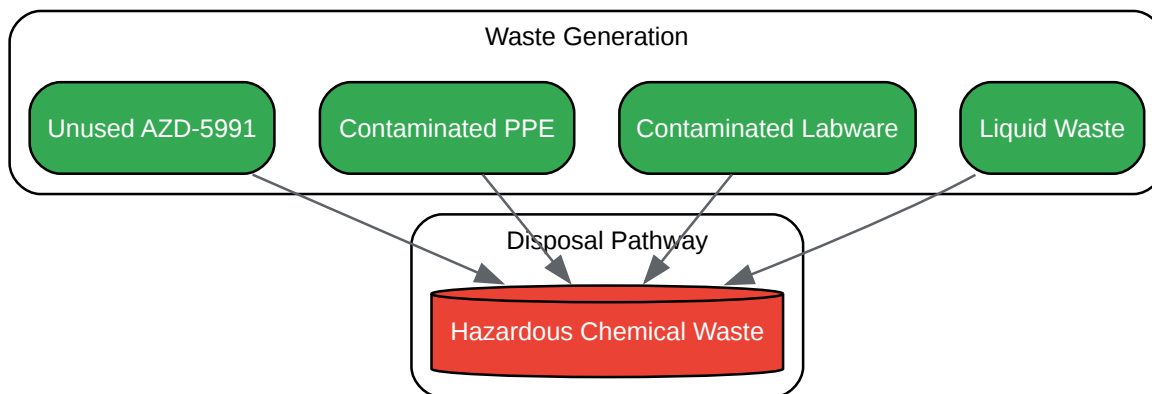 Waste Generation
Unused AZD-5991
Contaminated PPE
Contaminated Labware
Liquid Waste
Disposal Pathway
Hazardous Chemical Waste